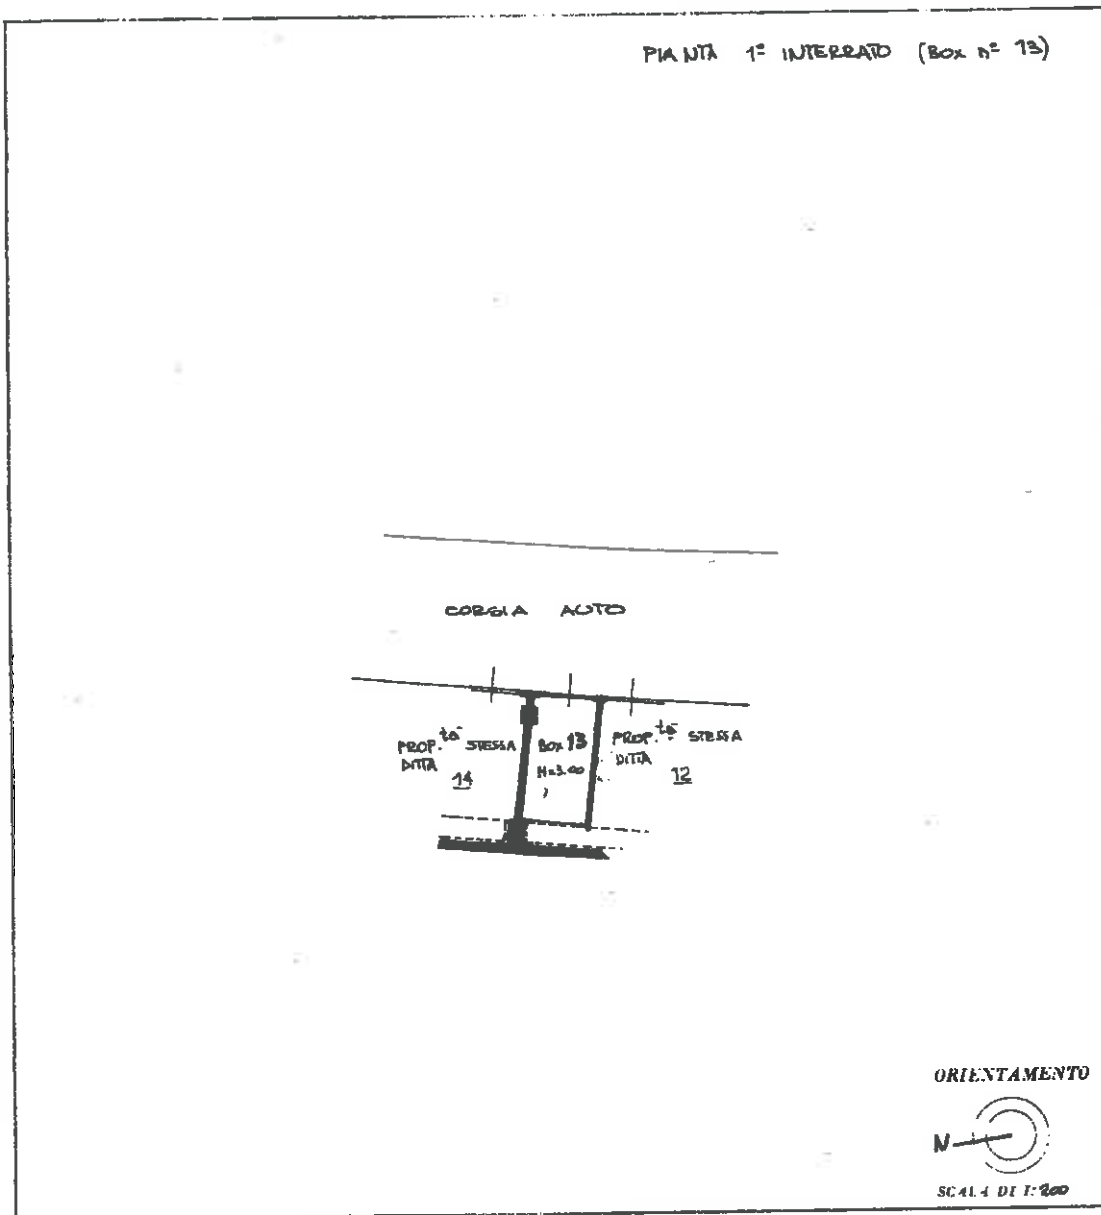 PIANTA 1° INTERRATO (BOX n° 13)
CORSIA AUTO
PROP.tà STESSA
DITTA
14
BOX 13
H=3.00
PROP.tà STESSA
DITTA
12
ORIENTAMENTO
N
SCALA DI 1:200